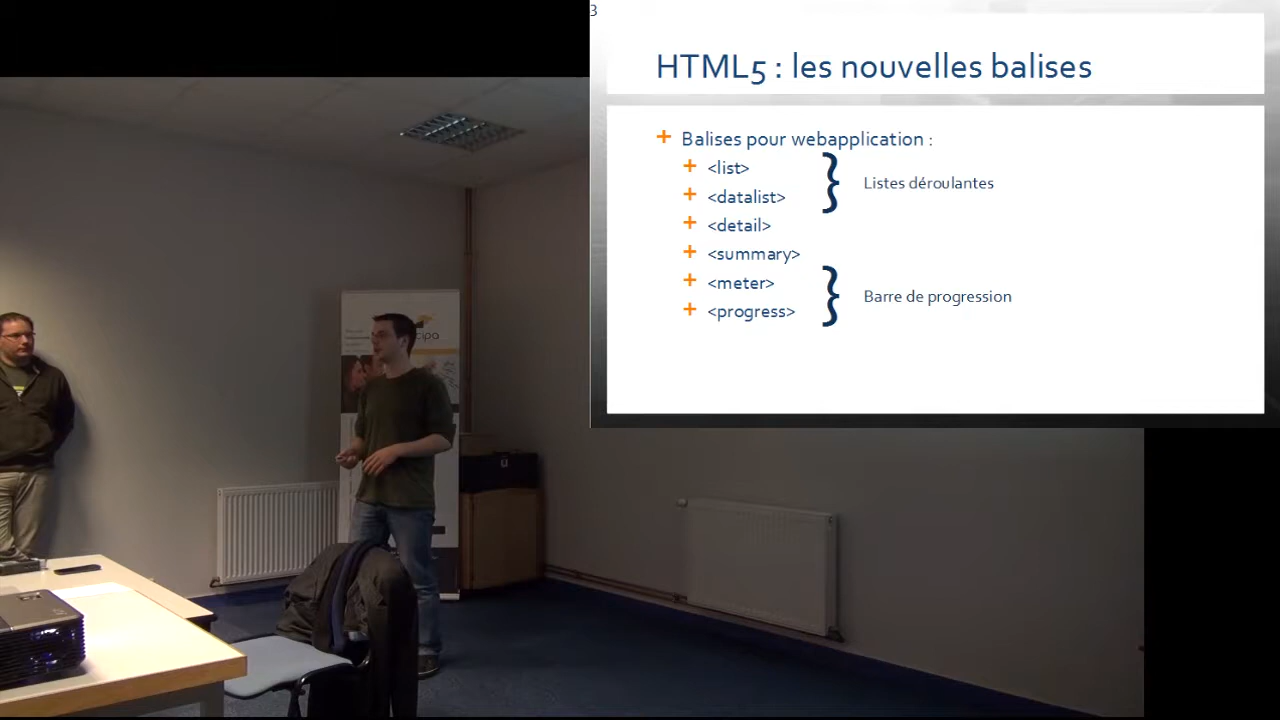 3
HTML5 : les nouvelles balises
Balises pour webapplication :
<list>
<datalist>
Listes déroulantes
<detail>
<summary>
<meter>
<progress>
Barre de progression
cipa